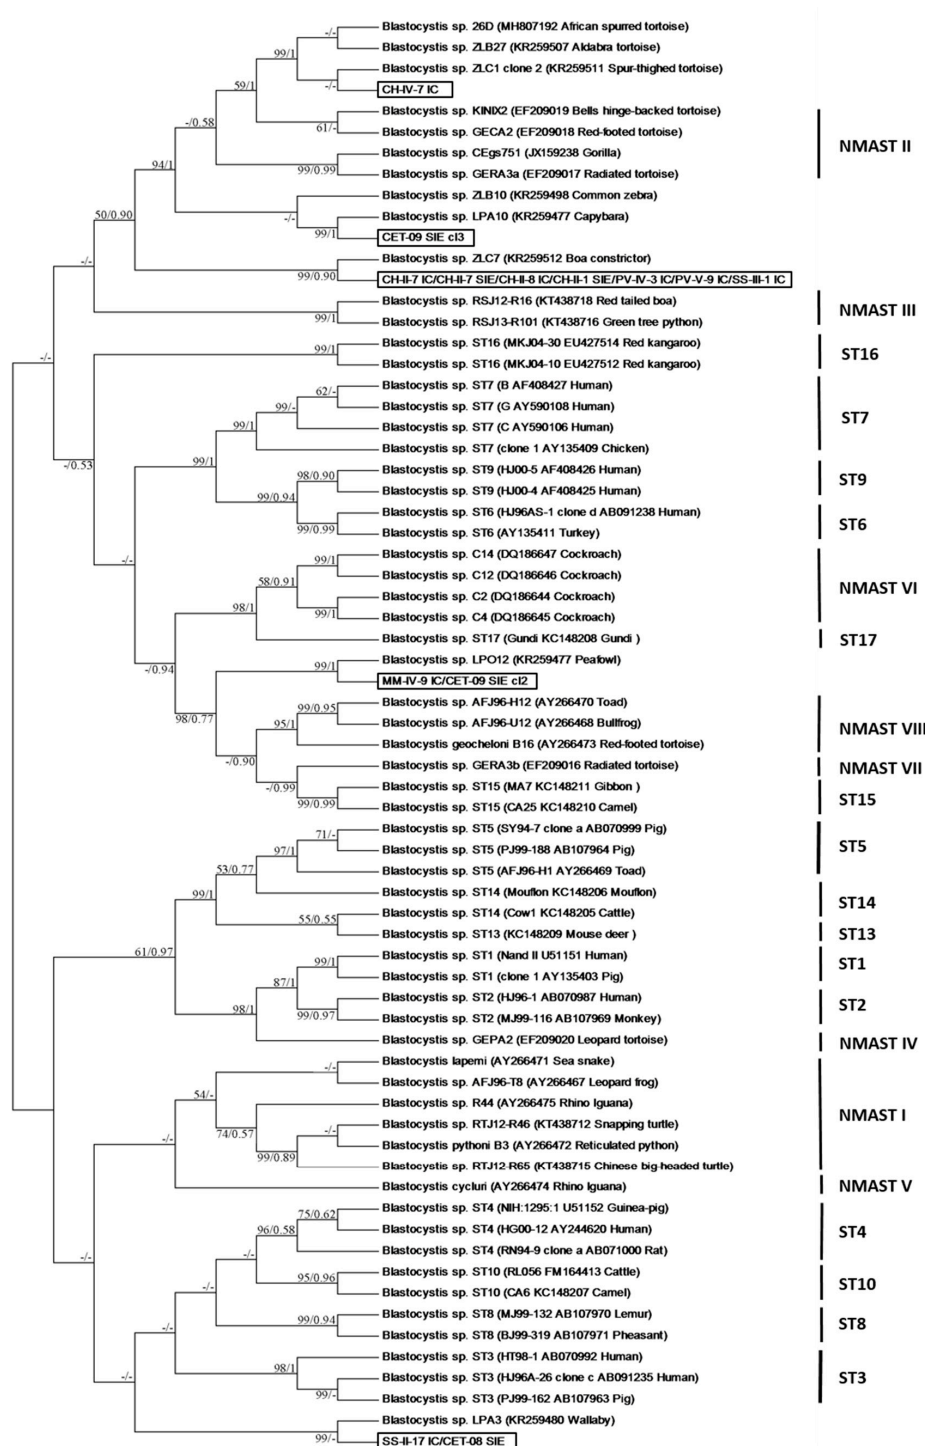 Blastocystis sp. 26D (MH807192 African spurred tortoise)
-/-
Blastocystis sp. ZLB27 (KR259507 Aldabra tortoise)
99/1
Blastocystis sp. ZLC1 clone 2 (KR259511 Spur-thighed tortoise)
-/-
CH-IV-7 IC
59/1
Blastocystis sp. KINIX2 (EF209019 Bells hinge-backed tortoise)
61/-
Blastocystis sp. GECA2 (EF209018 Red-footed tortoise)
-/0.58
NMAST II
Blastocystis sp. CEgs751 (JX159238 Gorilla)
99/0.99
Blastocystis sp. GERA3a (EF209017 Radiated tortoise)
94/1
Blastocystis sp. ZLB10 (KR259498 Common zebra)
-/-
Blastocystis sp. LPA10 (KR259477 Capybara)
50/0.90
99/1
CET-09 SIE cl3
Blastocystis sp. ZLC7 (KR259512 Boa constrictor)
-/-
99/0.90
CH-II-7 IC/CH-II-7 SIE/CH-II-8 IC/CH-II-1 SIE/PV-IV-3 IC/PV-V-9 IC/SS-III-1 IC
Blastocystis sp. RSJ12-R16 (KT438718 Red tailed boa)
NMAST III
99/1
Blastocystis sp. RSJ13-R101 (KT438716 Green tree python)
Blastocystis sp. ST16 (MKJ04-30 EU427514 Red kangaroo)
99/1
ST16
-/-
Blastocystis sp. ST16 (MKJ04-10 EU427512 Red kangaroo)
Blastocystis sp. ST7 (B AF408427 Human)
62/-
Blastocystis sp. ST7 (G AY590108 Human)
99/-
ST7
Blastocystis sp. ST7 (C AY590106 Human)
99/1
Blastocystis sp. ST7 (clone 1 AY135409 Chicken)
-/0.53
99/1
Blastocystis sp. ST9 (HJ00-5 AF408426 Human)
98/0.90
ST9
Blastocystis sp. ST9 (HJ00-4 AF408425 Human)
99/0.94
Blastocystis sp. ST6 (HJ96AS-1 clone d AB091238 Human)
ST6
99/0.99
Blastocystis sp. ST6 (AY135411 Turkey)
-/-
Blastocystis sp. C14 (DQ186647 Cockroach)
99/1
Blastocystis sp. C12 (DQ186646 Cockroach)
58/0.91
NMAST VI
Blastocystis sp. C2 (DQ186644 Cockroach)
99/1
98/1
Blastocystis sp. C4 (DQ186645 Cockroach)
Blastocystis sp. ST17 (Gundi KC148208 Gundi )
ST17
Blastocystis sp. LPO12 (KR259477 Peafowl)
-/0.94
99/1
MM-IV-9 IC/CET-09 SIE cl2
Blastocystis sp. AFJ96-H12 (AY266470 Toad)
99/0.95
98/0.77
Blastocystis sp. AFJ96-U12 (AY266468 Bullfrog)
95/1
NMAST VIII
Blastocystis geocheloni B16 (AY266473 Red-footed tortoise)
-/0.90
Blastocystis sp. GERA3b (EF209016 Radiated tortoise)
NMAST VII
-/0.99
Blastocystis sp. ST15 (MA7 KC148211 Gibbon )
ST15
99/0.99
Blastocystis sp. ST15 (CA25 KC148210 Camel)
Blastocystis sp. ST5 (SY94-7 clone a AB070999 Pig)
71/-
ST5
Blastocystis sp. ST5 (PJ99-188 AB107964 Pig)
97/1
Blastocystis sp. ST5 (AFJ96-H1 AY266469 Toad)
53/0.77
Blastocystis sp. ST14 (Mouflon KC148206 Mouflon)
99/1
ST14
Blastocystis sp. ST14 (Cow1 KC148205 Cattle)
55/0.55
Blastocystis sp. ST13 (KC148209 Mouse deer )
ST13
61/0.97
Blastocystis sp. ST1 (Nand II U51151 Human)
99/1
ST1
Blastocystis sp. ST1 (clone 1 AY135403 Pig)
87/1
Blastocystis sp. ST2 (HJ96-1 AB070987 Human)
ST2
98/1
99/0.97
Blastocystis sp. ST2 (MJ99-116 AB107969 Monkey)
Blastocystis sp. GEPA2 (EF209020 Leopard tortoise)
NMAST IV
Blastocystis lapemi (AY266471 Sea snake)
-/-
Blastocystis sp. AFJ96-T8 (AY266467 Leopard frog)
54/-
Blastocystis sp. R44 (AY266475 Rhino Iguana)
NMAST I
74/0.57
Blastocystis sp. RTJ12-R46 (KT438712 Snapping turtle)
-/-
Blastocystis pythoni B3 (AY266472 Reticulated python)
-/-
99/0.89
Blastocystis sp. RTJ12-R65 (KT438715 Chinese big-headed turtle)
Blastocystis cycluri (AY266474 Rhino Iguana)
NMAST V
Blastocystis sp. ST4 (NIH:1295:1 U51152 Guinea-pig)
75/0.62
Blastocystis sp. ST4 (HG00-12 AY244620 Human)
96/0.58
ST4
Blastocystis sp. ST4 (RN94-9 clone a AB071000 Rat)
-/-
-/-
Blastocystis sp. ST10 (RL056 FM164413 Cattle)
95/0.96
ST10
Blastocystis sp. ST10 (CA6 KC148207 Camel)
-/-
Blastocystis sp. ST8 (MJ99-132 AB107970 Lemur)
99/0.94
ST8
-/-
Blastocystis sp. ST8 (BJ99-319 AB107971 Pheasant)
Blastocystis sp. ST3 (HT98-1 AB070992 Human)
98/1
Blastocystis sp. ST3 (HJ96A-26 clone c AB091235 Human)
ST3
-/-
99/-
Blastocystis sp. ST3 (PJ99-162 AB107963 Pig)
Blastocystis sp. LPA3 (KR259480 Wallaby)
99/-
SS-II-17 IC/CET-08 SIE